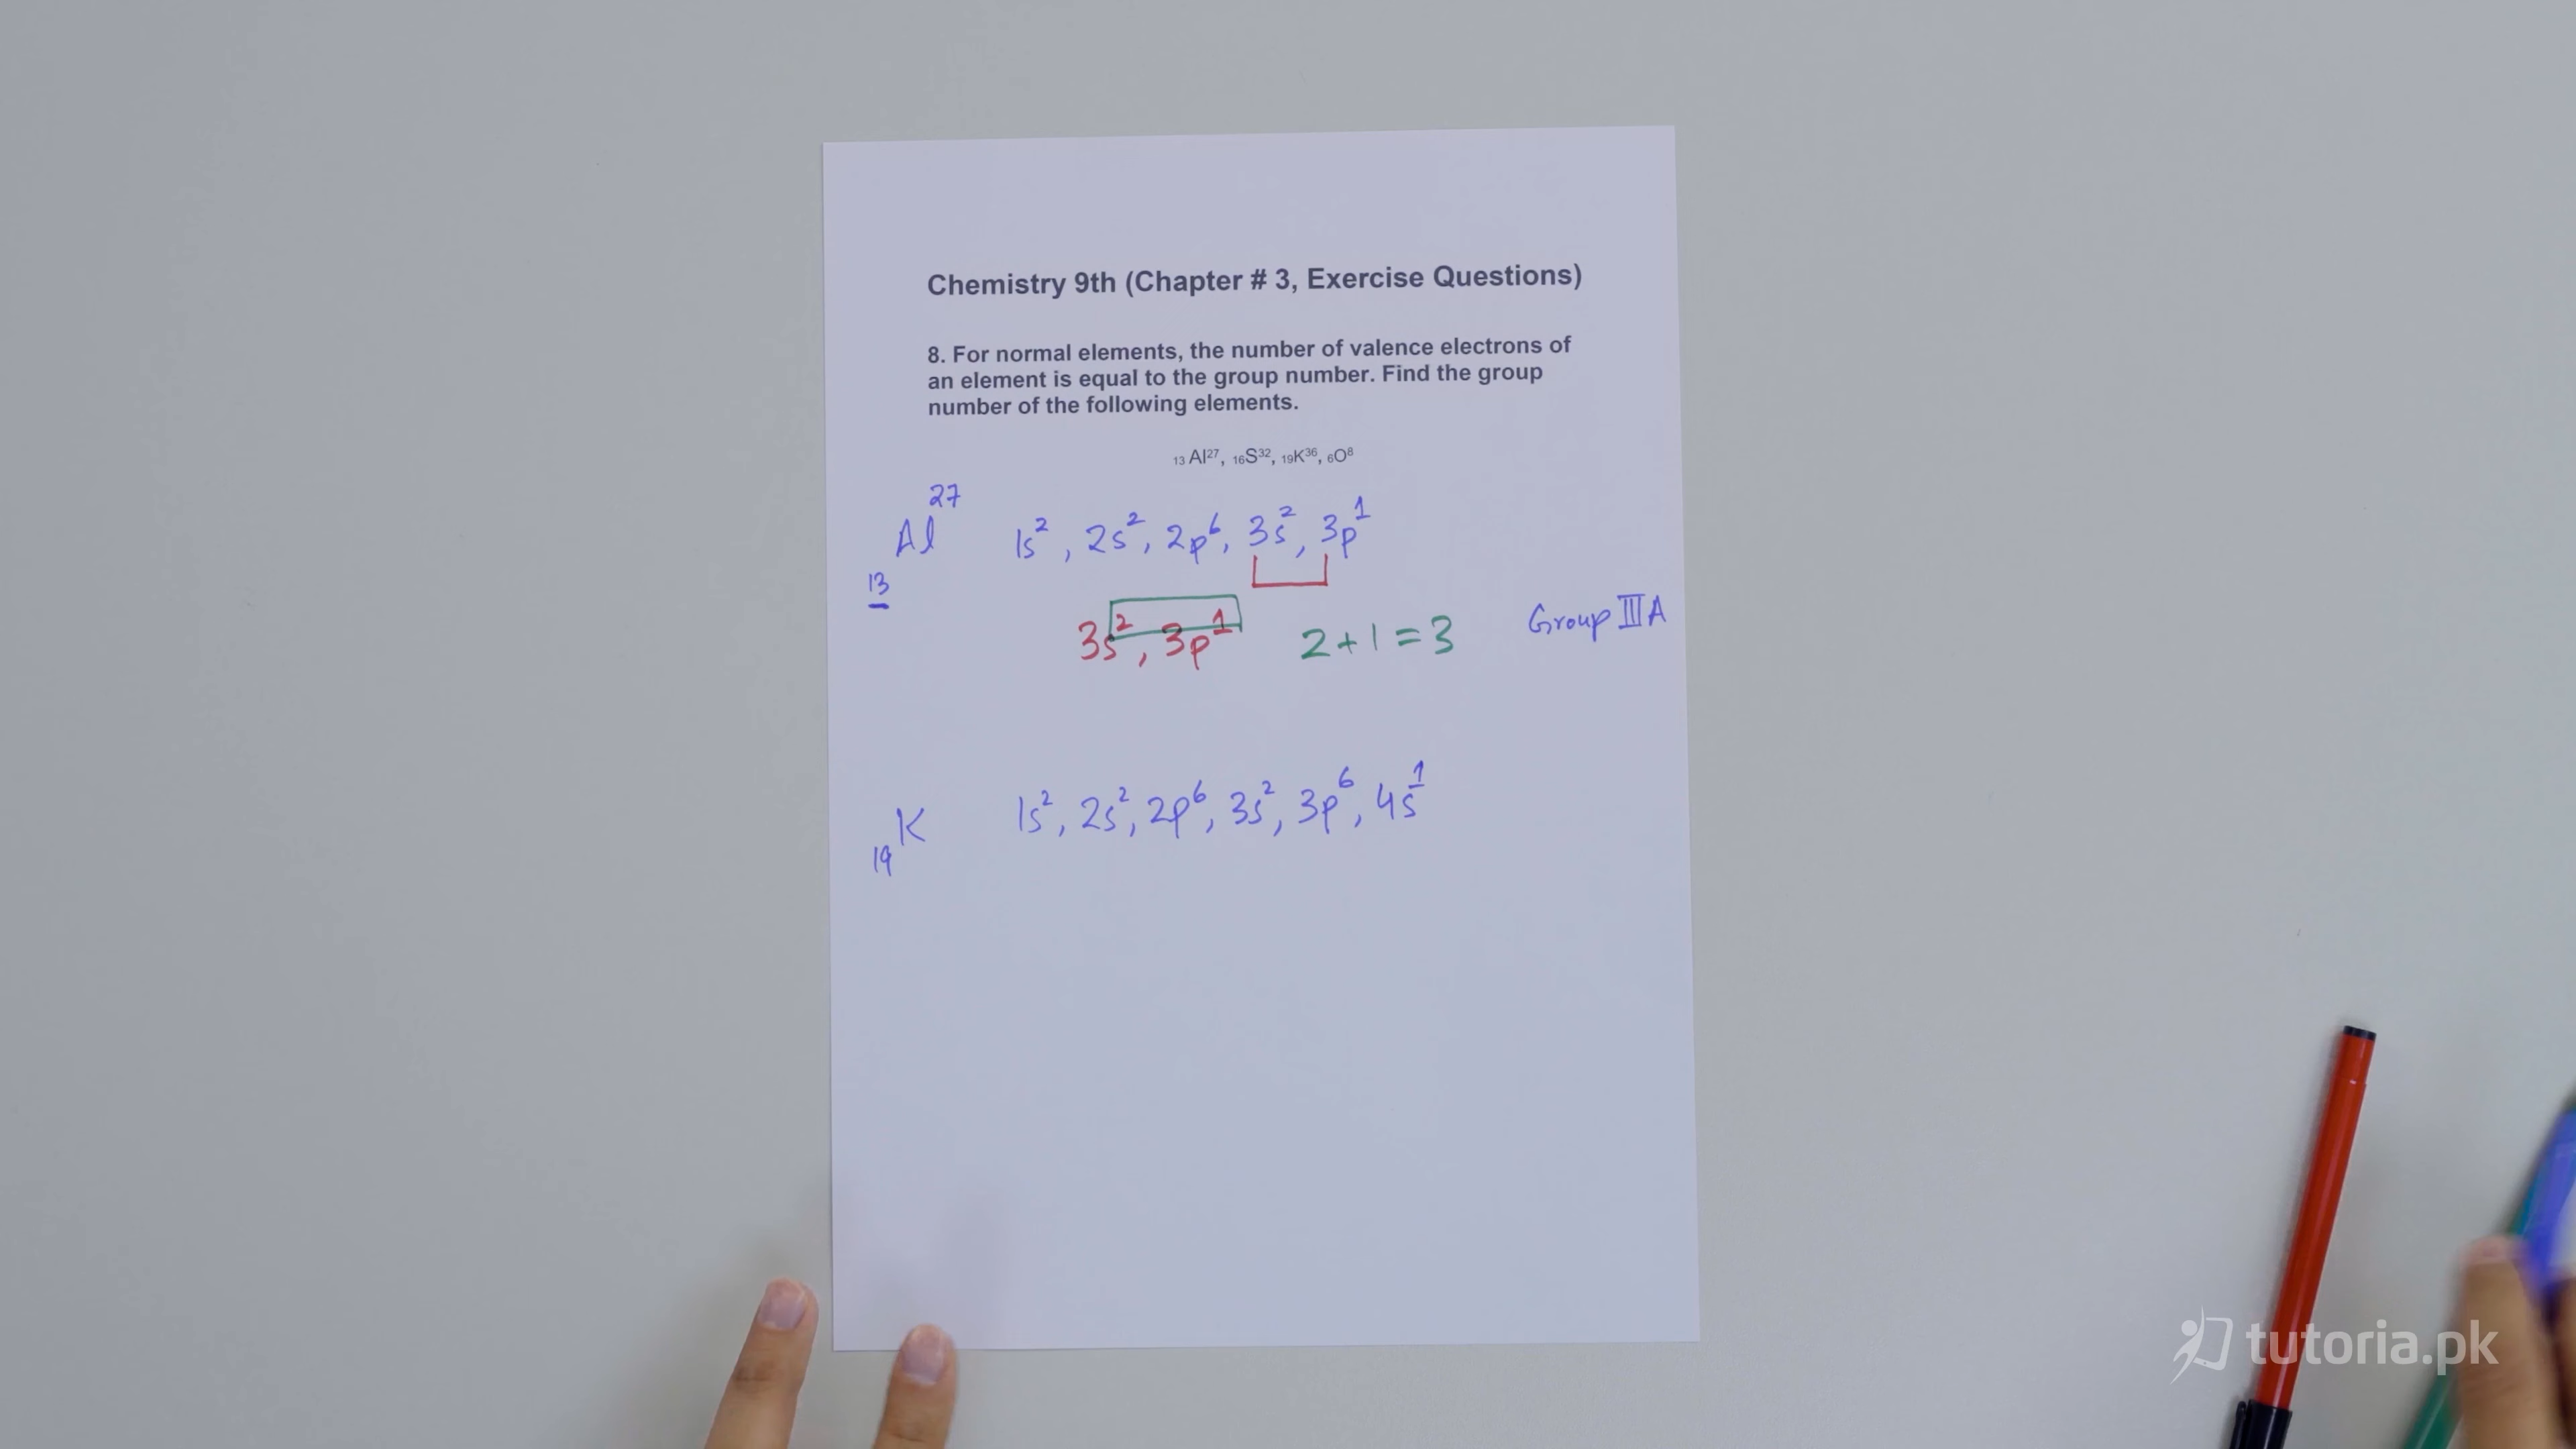 Chemistry 9th (Chapter # 3, Exercise Questions)
8. For normal elements, the number of valence electrons of
an element is equal to the group number. Find the group
number of the following elements.
₁₃ Al²⁷, ₁₆S³², ₁₉K³⁶, ₆O⁸
₁₃Al²⁷ 1s², 2s², 2p⁶, 3s², 3p¹
3s², 3p¹ 2+1=3 Group III A
₁₉K 1s², 2s², 2p⁶, 3s², 3p⁶, 4s¹
tutoria.pk